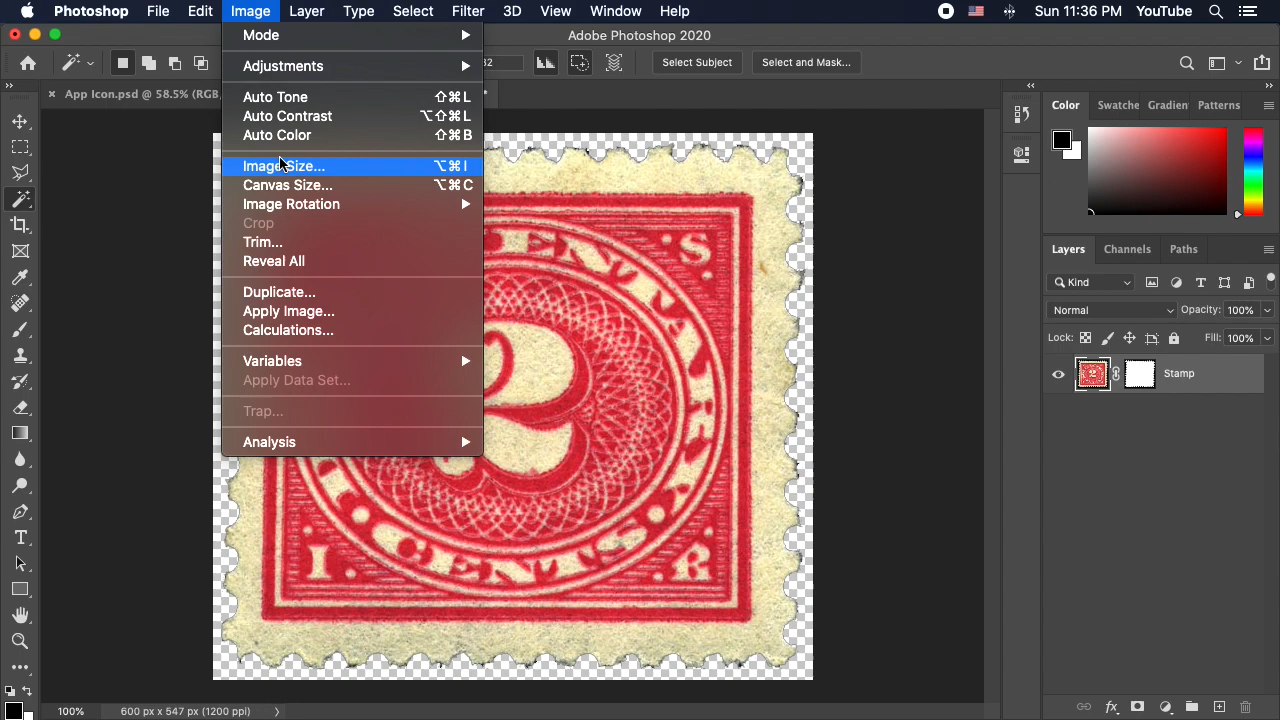 Photoshop File Edit Image Layer Type Select Filter 3D View Window Help Sun 11:36 PM YouTube
Adobe Photoshop 2020
32 Select Subject Select and Mask...
App Icon.psd @ 58.5% (RGB,
Mode
Adjustments
Auto Tone ⇧⌘L
Auto Contrast ⌥⇧⌘L
Auto Color ⇧⌘B
Image Size... ⌥⌘I
Canvas Size... ⌥⌘C
Image Rotation
Crop
Trim...
Reveal All
Duplicate...
Apply Image...
Calculations...
Variables
Apply Data Set...
Trap...
Analysis
S.
2
CENTS
I.
.R
Color Swatche Gradien Patterns
Layers Channels Paths
Kind
Normal Opacity: 100%
Lock: Fill: 100%
Stamp
100% 600 px x 547 px (1200 ppi)